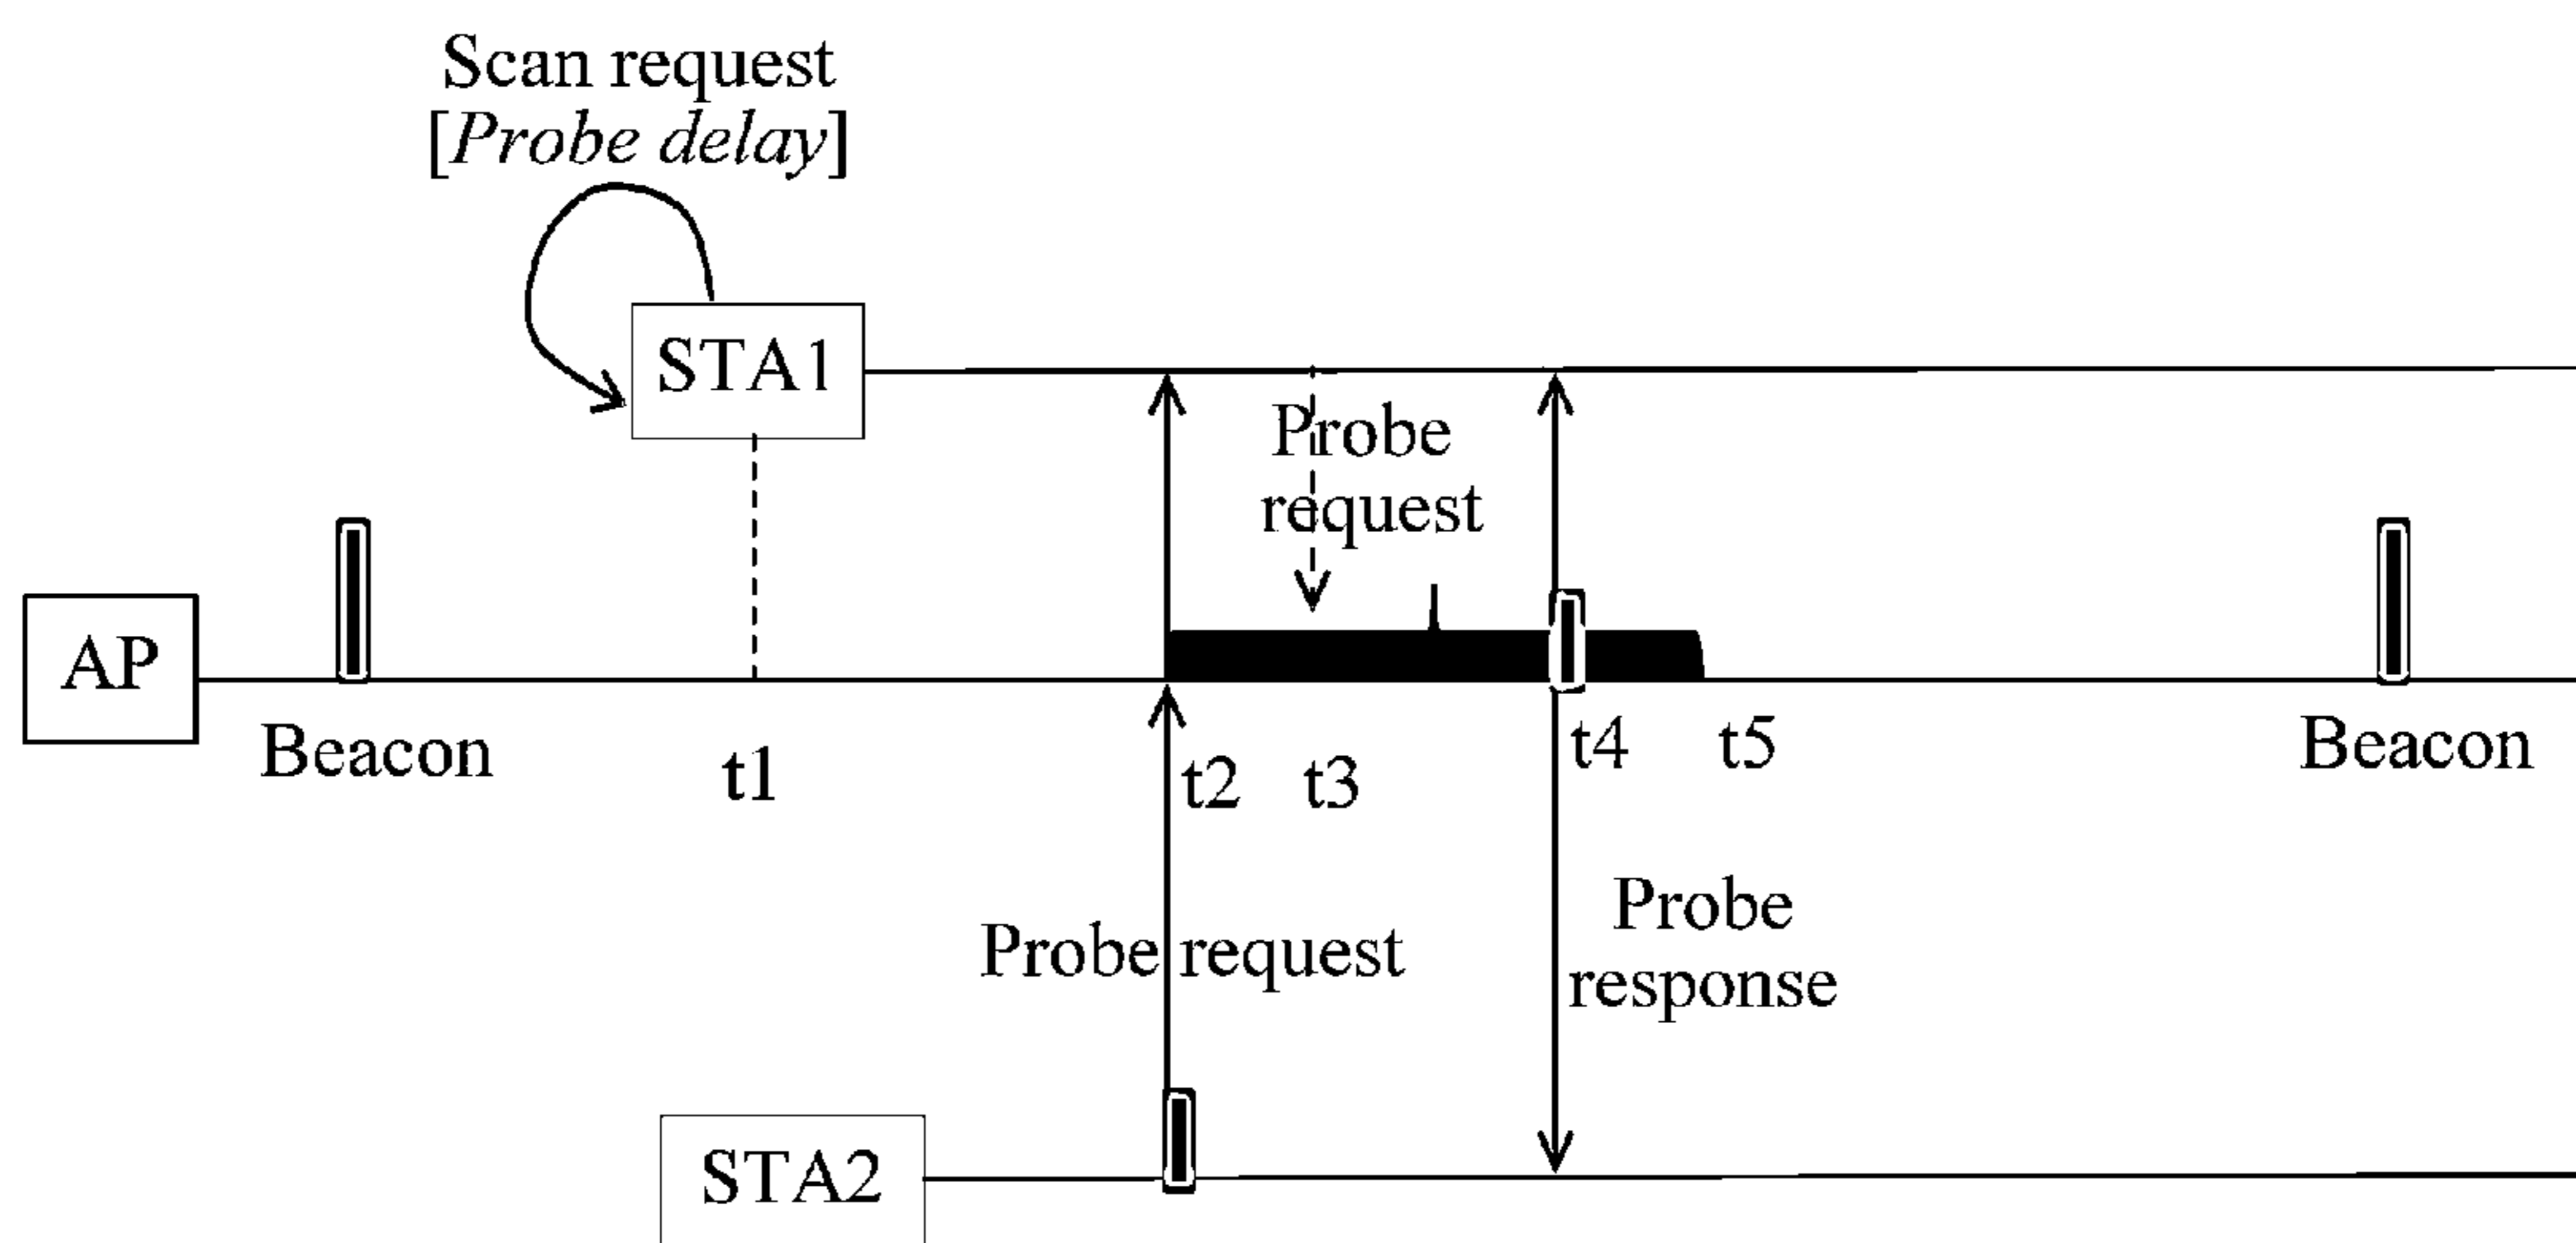 Scan request
[Probe delay]
STA1
Probe
request
AP
Beacon
t1
t2
t3
t4
t5
Beacon
Probe request
Probe
response
STA2